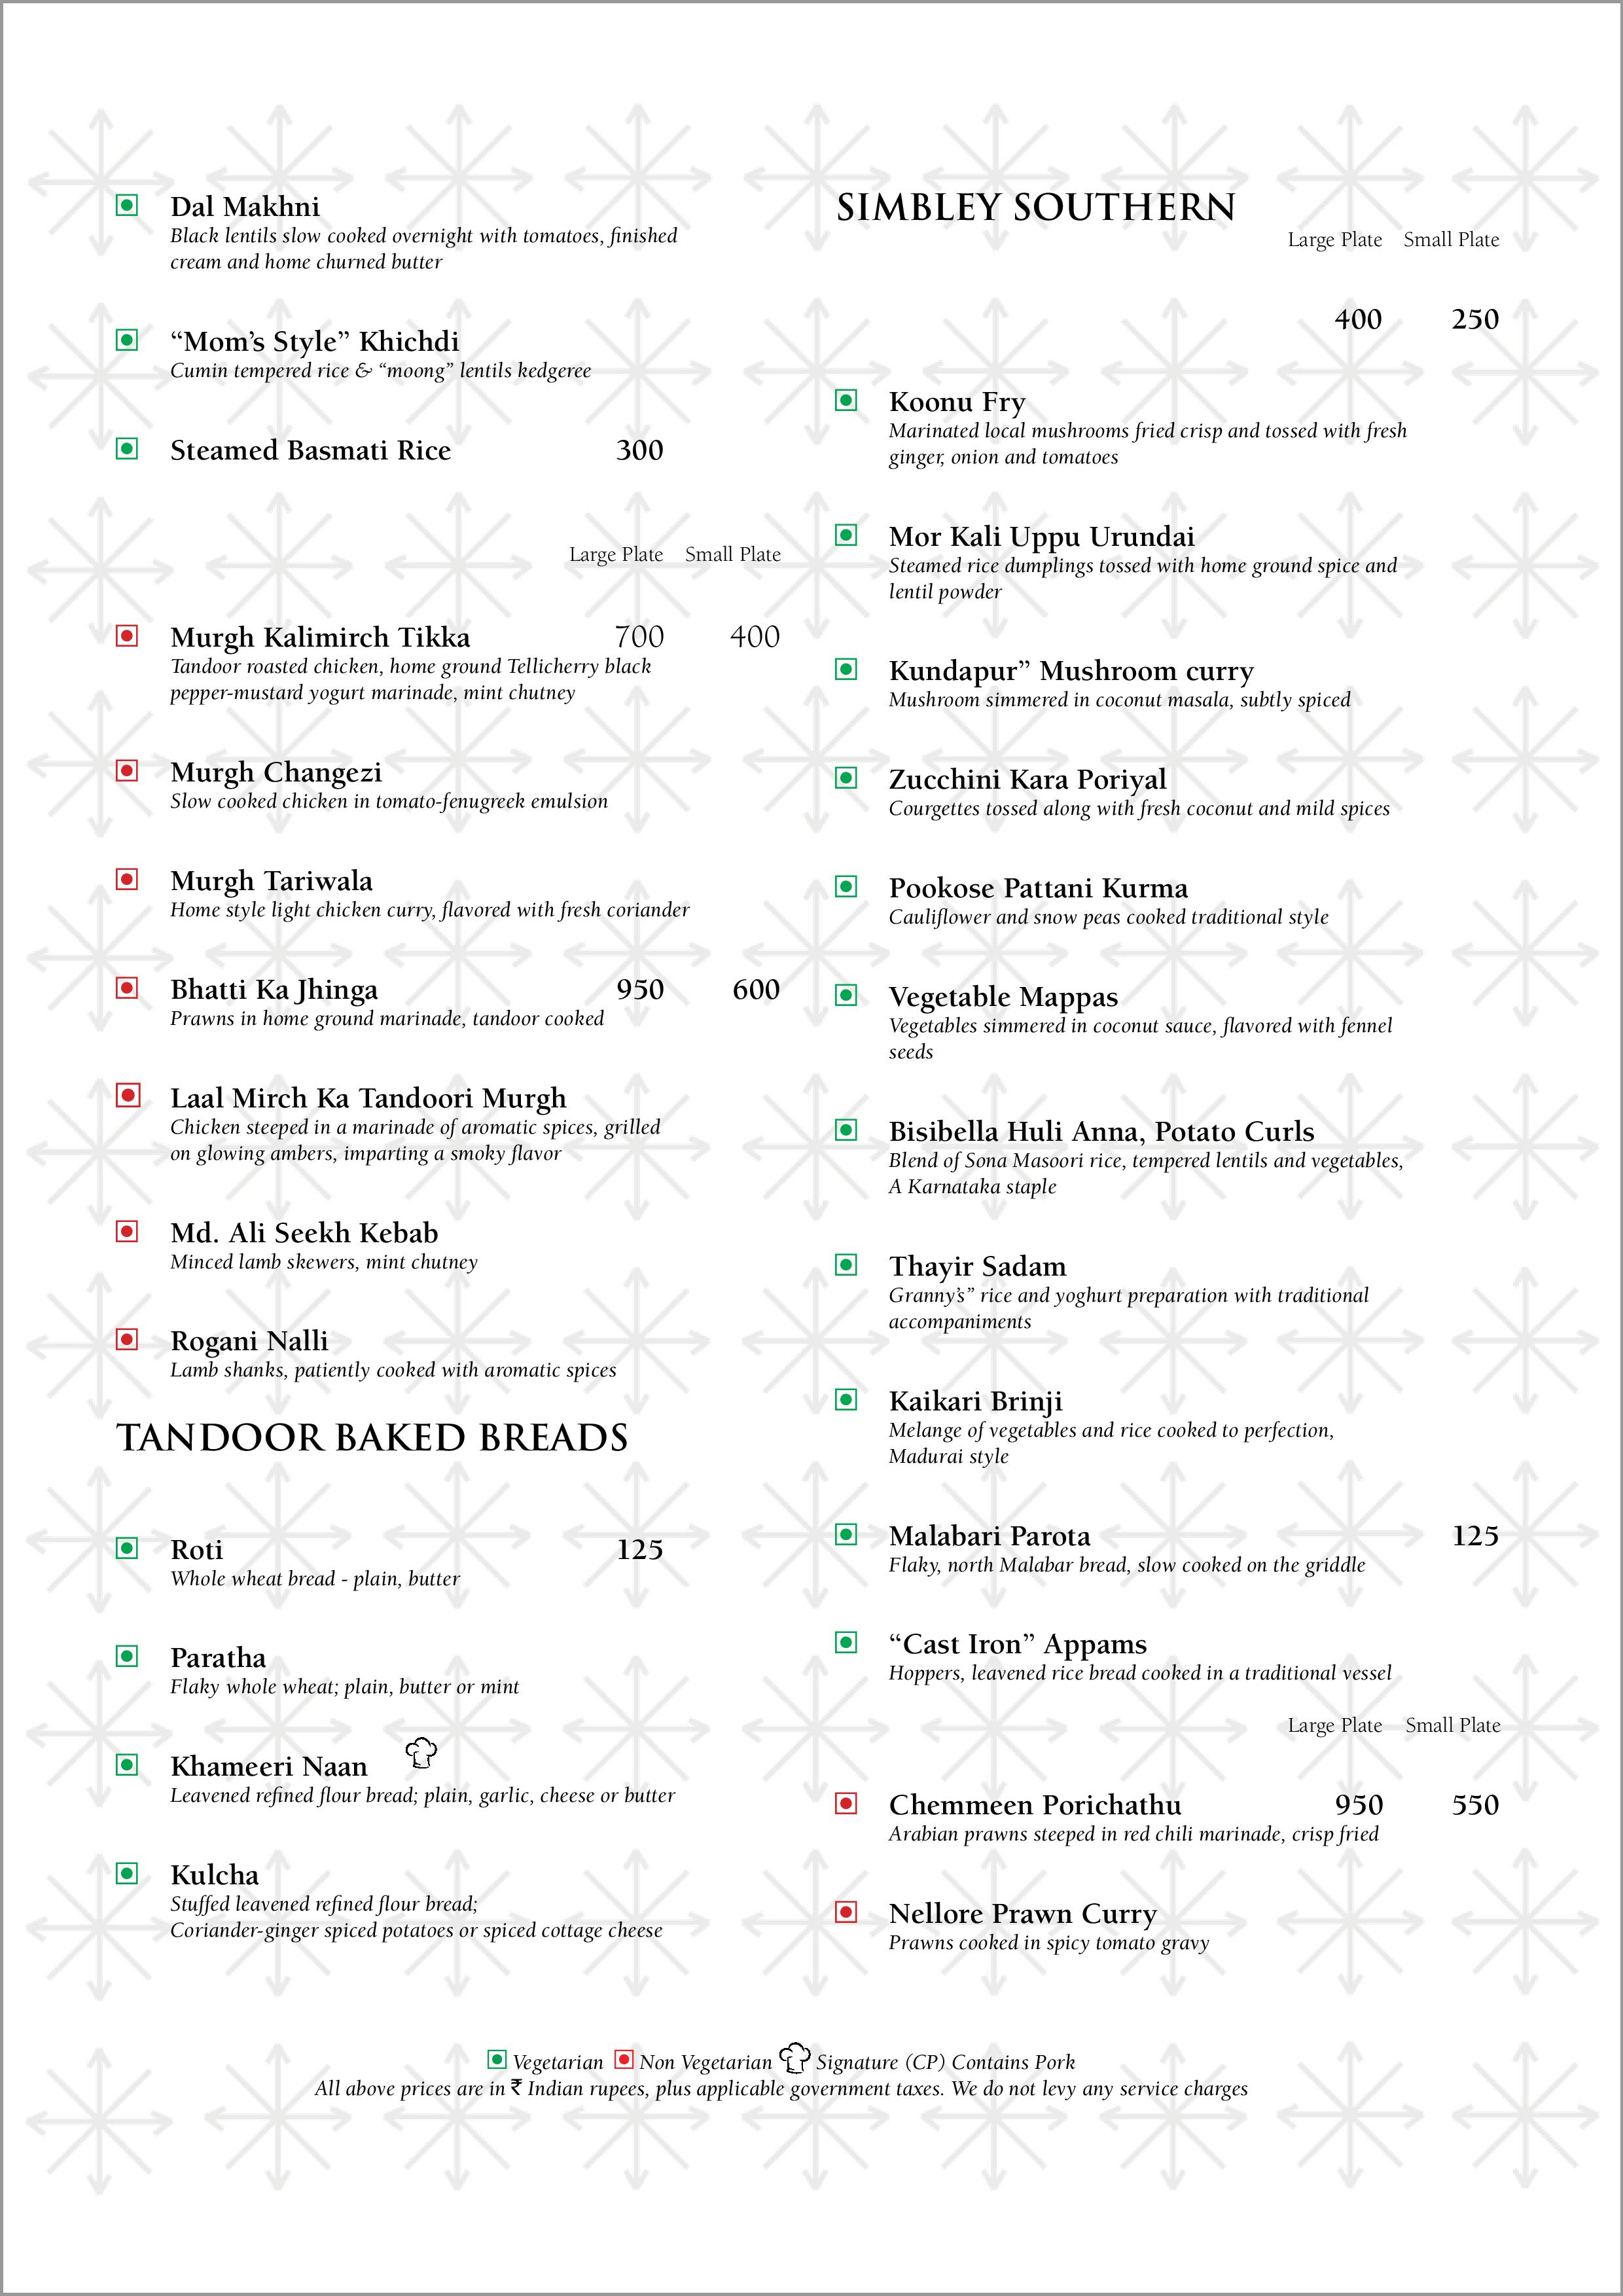 Dal Makhni
Black lentils slow cooked overnight with tomatoes, finished
cream and home churned butter
“Mom’s Style” Khichdi
Cumin tempered rice & “moong” lentils kedgeree
Steamed Basmati Rice 300
Large Plate Small Plate
Murgh Kalimirch Tikka 700 400
Tandoor roasted chicken, home ground Tellicherry black
pepper-mustard yogurt marinade, mint chutney
Murgh Changezi
Slow cooked chicken in tomato-fenugreek emulsion
Murgh Tariwala
Home style light chicken curry, flavored with fresh coriander
Bhatti Ka Jhinga 950 600
Prawns in home ground marinade, tandoor cooked
Laal Mirch Ka Tandoori Murgh
Chicken steeped in a marinade of aromatic spices, grilled
on glowing ambers, imparting a smoky flavor
Md. Ali Seekh Kebab
Minced lamb skewers, mint chutney
Rogani Nalli
Lamb shanks, patiently cooked with aromatic spices
TANDOOR BAKED BREADS
Roti 125
Whole wheat bread - plain, butter
Paratha
Flaky whole wheat; plain, butter or mint
Khameeri Naan
Leavened refined flour bread; plain, garlic, cheese or butter
Kulcha
Stuffed leavened refined flour bread;
Coriander-ginger spiced potatoes or spiced cottage cheese
SIMBLEY SOUTHERN
Large Plate Small Plate
400 250
Koonu Fry
Marinated local mushrooms fried crisp and tossed with fresh
ginger, onion and tomatoes
Mor Kali Uppu Urundai
Steamed rice dumplings tossed with home ground spice and
lentil powder
Kundapur” Mushroom curry
Mushroom simmered in coconut masala, subtly spiced
Zucchini Kara Poriyal
Courgettes tossed along with fresh coconut and mild spices
Pookose Pattani Kurma
Cauliflower and snow peas cooked traditional style
Vegetable Mappas
Vegetables simmered in coconut sauce, flavored with fennel
seeds
Bisibella Huli Anna, Potato Curls
Blend of Sona Masoori rice, tempered lentils and vegetables,
A Karnataka staple
Thayir Sadam
Granny’s” rice and yoghurt preparation with traditional
accompaniments
Kaikari Brinji
Melange of vegetables and rice cooked to perfection,
Madurai style
Malabari Parota 125
Flaky, north Malabar bread, slow cooked on the griddle
“Cast Iron” Appams
Hoppers, leavened rice bread cooked in a traditional vessel
Large Plate Small Plate
Chemmeen Porichathu 950 550
Arabian prawns steeped in red chili marinade, crisp fried
Nellore Prawn Curry
Prawns cooked in spicy tomato gravy
Vegetarian Non Vegetarian Signature (CP) Contains Pork
All above prices are in ₹ Indian rupees, plus applicable government taxes. We do not levy any service charges